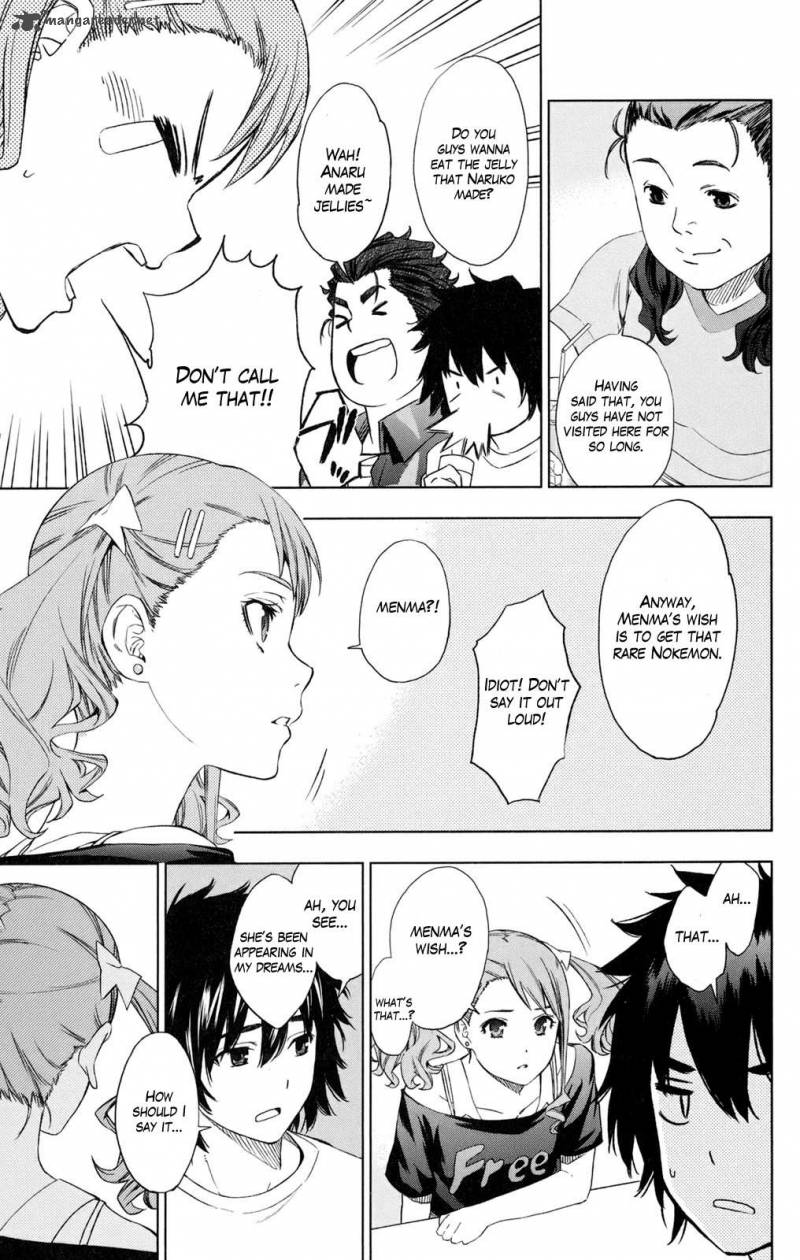 mangareader.net
HAVING
SAID THAT, YOU
GUYS HAVE NOT
VISITED HERE FOR
SO LONG.
DO YOU
GUYS WANNA
EAT THE JELLY
THAT NARUKO
MADE?
WAH!
ANARU
MADE
JELLIES~
DON'T CALL
ME THAT!!
ANYWAY,
MENMA'S WISH
IS TO GET THAT
RARE NOKEMON.
IDIOT! DON'T
SAY IT OUT
LOUD!
MENMA?!
AH...
THAT...
MENMA'S
WISH...?
WHAT'S
THAT...?
Free
AH, YOU
SEE...
SHE'S BEEN
APPEARING IN
MY DREAMS...
HOW
SHOULD I
SAY IT...